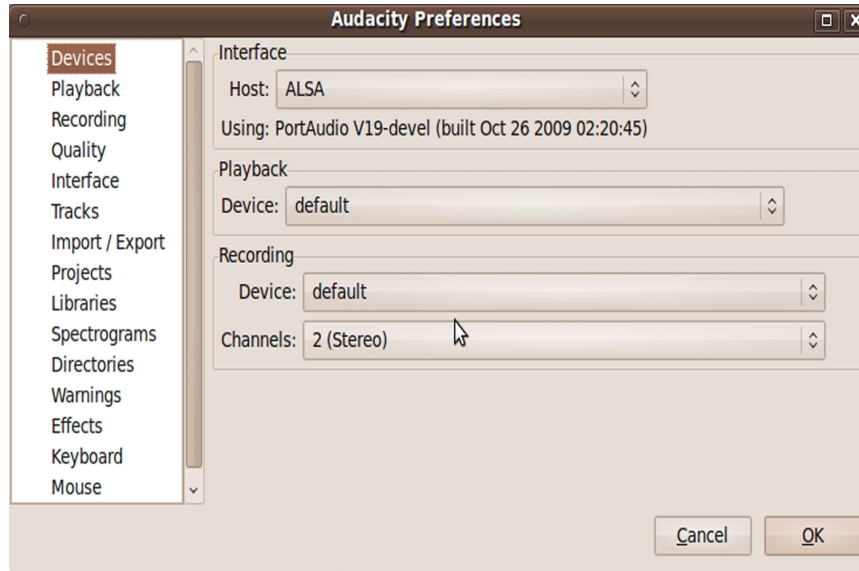 Audacity Preferences
Devices
Playback
Recording
Quality
Interface
Tracks
Import / Export
Projects
Libraries
Spectrograms
Directories
Warnings
Effects
Keyboard
Mouse
Interface
Host: ALSA
Using: PortAudio V19-devel (built Oct 26 2009 02:20:45)
Playback
Device: default
Recording
Device: default
Channels: 2 (Stereo)
Cancel OK